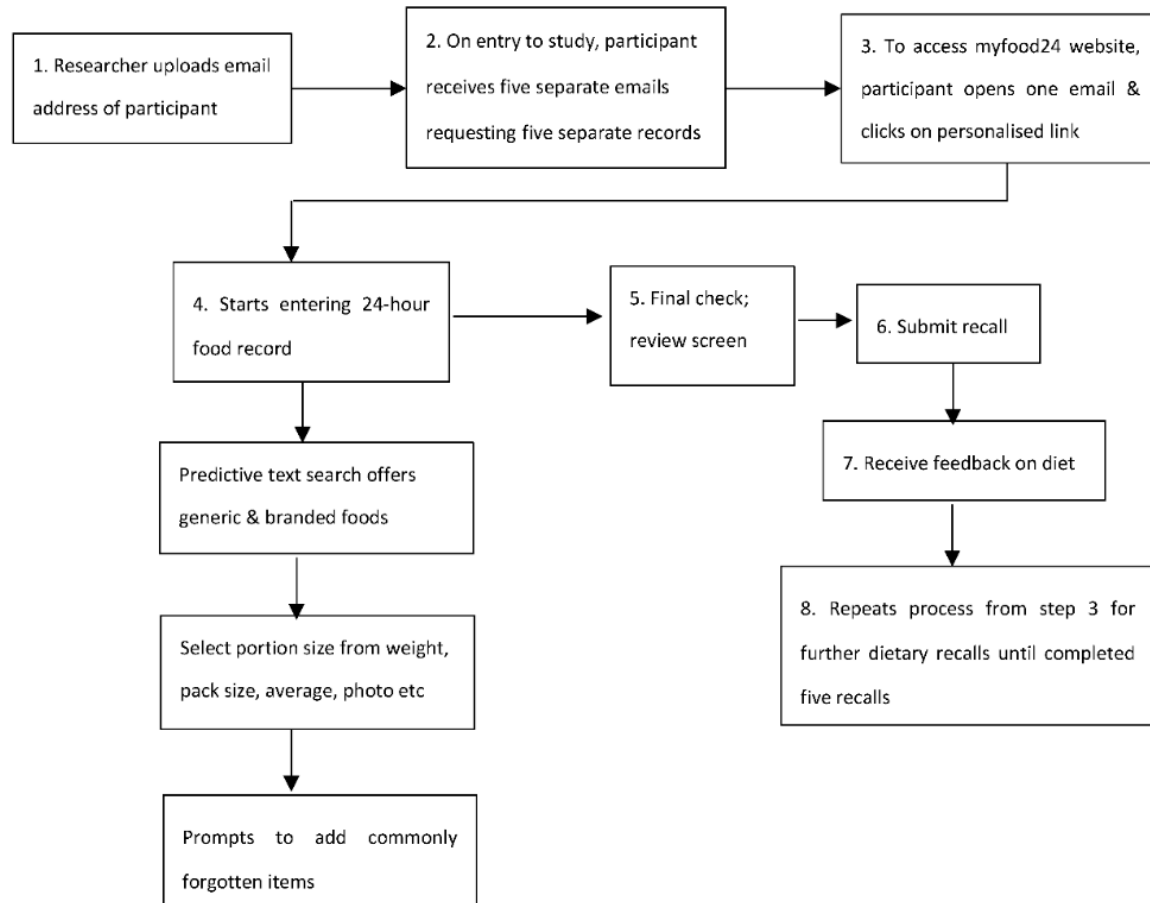 1. Researcher uploads email
address of participant
2. On entry to study, participant
receives five separate emails
requesting five separate records
3. To access myfood24 website,
participant opens one email &
clicks on personalised link
4. Starts entering 24-hour
food record
5. Final check;
review screen
6. Submit recall
Predictive text search offers
generic & branded foods
7. Receive feedback on diet
Select portion size from weight,
pack size, average, photo etc
8. Repeats process from step 3 for
further dietary recalls until completed
five recalls
Prompts to add commonly
forgotten items